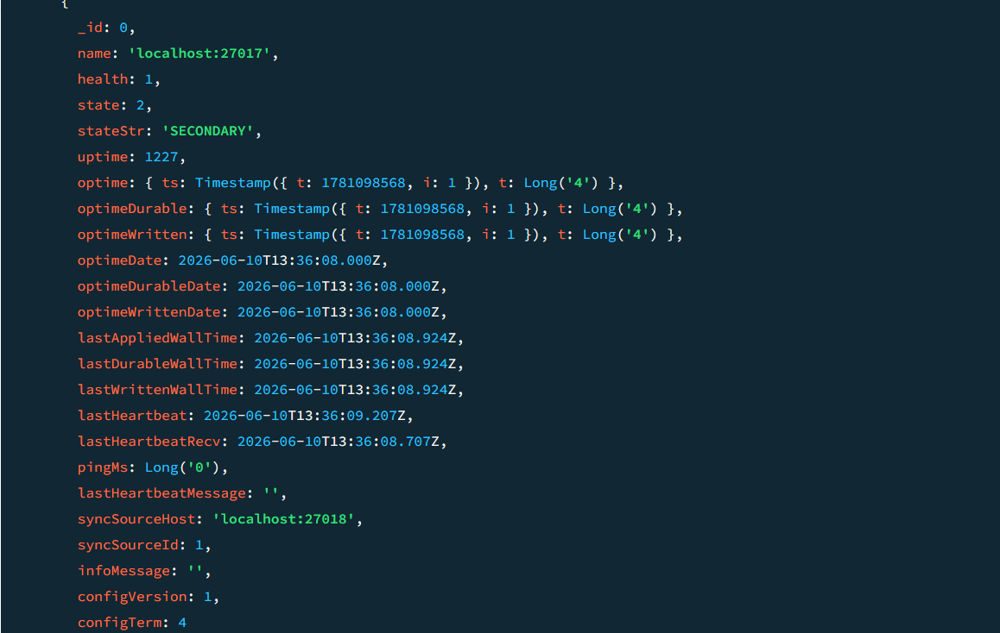 {
_id: 0,
name: 'localhost:27017',
health: 1,
state: 2,
stateStr: 'SECONDARY',
uptime: 1227,
optime: { ts: Timestamp({ t: 1781098568, i: 1 }), t: Long('4') },
optimeDurable: { ts: Timestamp({ t: 1781098568, i: 1 }), t: Long('4') },
optimeWritten: { ts: Timestamp({ t: 1781098568, i: 1 }), t: Long('4') },
optimeDate: 2026-06-10T13:36:08.000Z,
optimeDurableDate: 2026-06-10T13:36:08.000Z,
optimeWrittenDate: 2026-06-10T13:36:08.000Z,
lastAppliedWallTime: 2026-06-10T13:36:08.924Z,
lastDurableWallTime: 2026-06-10T13:36:08.924Z,
lastWrittenWallTime: 2026-06-10T13:36:08.924Z,
lastHeartbeat: 2026-06-10T13:36:09.207Z,
lastHeartbeatRecv: 2026-06-10T13:36:08.707Z,
pingMs: Long('0'),
lastHeartbeatMessage: '',
syncSourceHost: 'localhost:27018',
syncSourceId: 1,
infoMessage: '',
configVersion: 1,
configTerm: 4